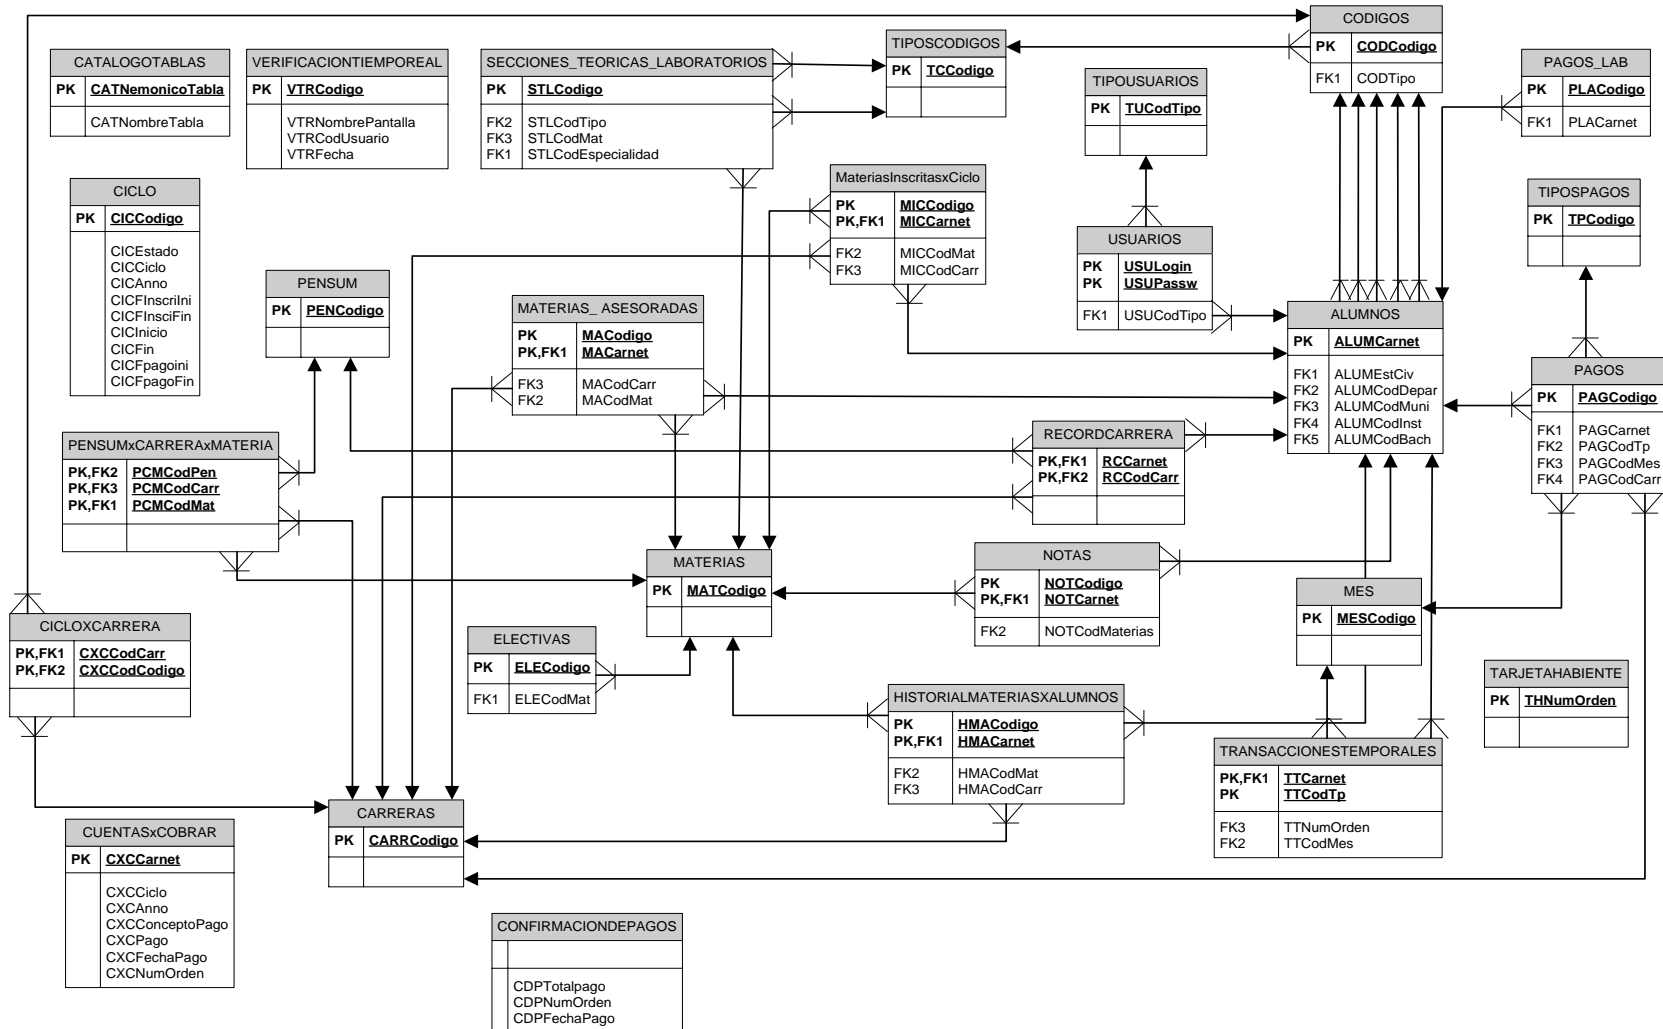 CODIGOS
PK CODCodigo
FK1 CODTipo
TIPOSCODIGOS
PK TCCodigo
CATALOGOTABLAS
PK CATNemonicoTabla
CATNombreTabla
VERIFICACIONTIEMPOREAL
PK VTRCodigo
VTRNombrePantalla
VTRCodUsuario
VTRFecha
SECCIONES_TEORICAS_LABORATORIOS
PK STLCodigo
FK2 STLCodTipo
FK3 STLCodMat
FK1 STLCodEspecialidad
TIPOUSUARIOS
PK TUCodTipo
PAGOS_LAB
PK PLACodigo
FK1 PLACarnet
CICLO
PK CICCodigo
CICEstado
CICCiclo
CICAnno
CICFInscriIni
CICFInsciFin
CICInicio
CICFin
CICFpagoini
CICFpagoFin
MateriasInscritasxCiclo
PK MICCodigo
PK,FK1 MICCarnet
FK2 MICCodMat
FK3 MICCodCarr
TIPOSPAGOS
PK TPCodigo
USUARIOS
PK USULogin
PK USUPassw
FK1 USUCodTipo
PENSUM
PK PENCodigo
MATERIAS_ ASESORADAS
PK MACodigo
PK,FK1 MACarnet
FK3 MACodCarr
FK2 MACodMat
ALUMNOS
PK ALUMCarnet
FK1 ALUMEstCiv
FK2 ALUMCodDepar
FK3 ALUMCodMuni
FK4 ALUMCodInst
FK5 ALUMCodBach
PAGOS
PK PAGCodigo
FK1 PAGCarnet
FK2 PAGCodTp
FK3 PAGCodMes
FK4 PAGCodCarr
PENSUMxCARRERAxMATERIA
PK,FK2 PCMCodPen
PK,FK3 PCMCodCarr
PK,FK1 PCMCodMat
RECORDCARRERA
PK,FK1 RCCarnet
PK,FK2 RCCodCarr
MATERIAS
PK MATCodigo
NOTAS
PK NOTCodigo
PK,FK1 NOTCarnet
FK2 NOTCodMaterias
MES
PK MESCodigo
CICLOXCARRERA
PK,FK1 CXCCodCarr
PK,FK2 CXCCodCodigo
ELECTIVAS
PK ELECodigo
FK1 ELECodMat
TARJETAHABIENTE
PK THNumOrden
HISTORIALMATERIASXALUMNOS
PK HMACodigo
PK,FK1 HMACarnet
FK2 HMACodMat
FK3 HMACodCarr
TRANSACCIONESTEMPORALES
PK,FK1 TTCarnet
PK TTCodTp
FK3 TTNumOrden
FK2 TTCodMes
CARRERAS
PK CARRCodigo
CUENTASxCOBRAR
PK CXCCarnet
CXCCiclo
CXCAnno
CXCConceptoPago
CXCPago
CXCFechaPago
CXCNumOrden
CONFIRMACIONDEPAGOS
CDPTotalpago
CDPNumOrden
CDPFechaPago